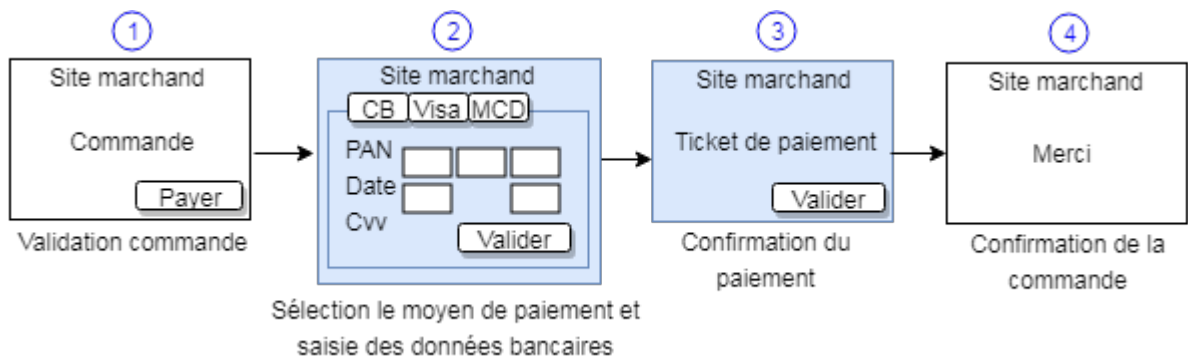 1
Site marchand
Commande
Payer
Validation commande
2
Site marchand
CB Visa MCD
PAN
Date
Cvv
Valider
Sélection le moyen de paiement et
saisie des données bancaires
3
Site marchand
Ticket de paiement
Valider
Confirmation du
paiement
4
Site marchand
Merci
Confirmation de la
commande